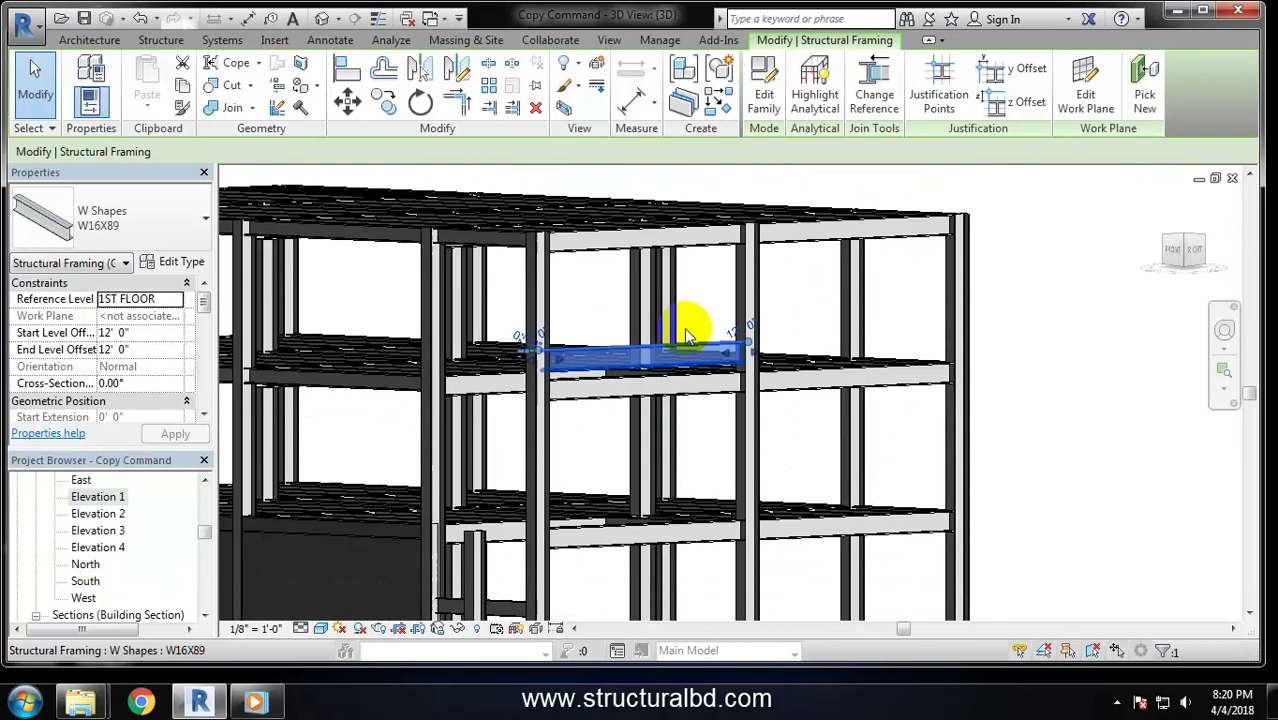 Copy Command - 3D View: {3D}
Type a keyword or phrase
Sign In
Architecture Structure Systems Insert Annotate Analyze Massing & Site Collaborate View Manage Add-Ins Modify | Structural Framing
Modify
Paste
Cope
Cut
Join
Edit
Family
Highlight
Analytical
Change
Reference
Justification
Points
y Offset
z Offset
Edit
Work Plane
Pick
New
Select Properties Clipboard Geometry Modify View Measure Create Mode Analytical Join Tools Justification Work Plane
Modify | Structural Framing
Properties
W Shapes
W16X89
Structural Framing (
Edit Type
Constraints
Reference Level 1ST FLOOR
Work Plane <not associate...
Start Level Off... 12' 0"
End Level Offset 12' 0"
Orientation Normal
Cross-Section... 0.00°
Geometric Position
Start Extension 0' 0"
Properties help Apply
Project Browser - Copy Command
East
Elevation 1
Elevation 2
Elevation 3
Elevation 4
North
South
West
Sections (Building Section)
FRONT
1/8" = 1'-0"
Structural Framing : W Shapes : W16X89
:0
Main Model
:1
www.structuralbd.com
8:20 PM
4/4/2018